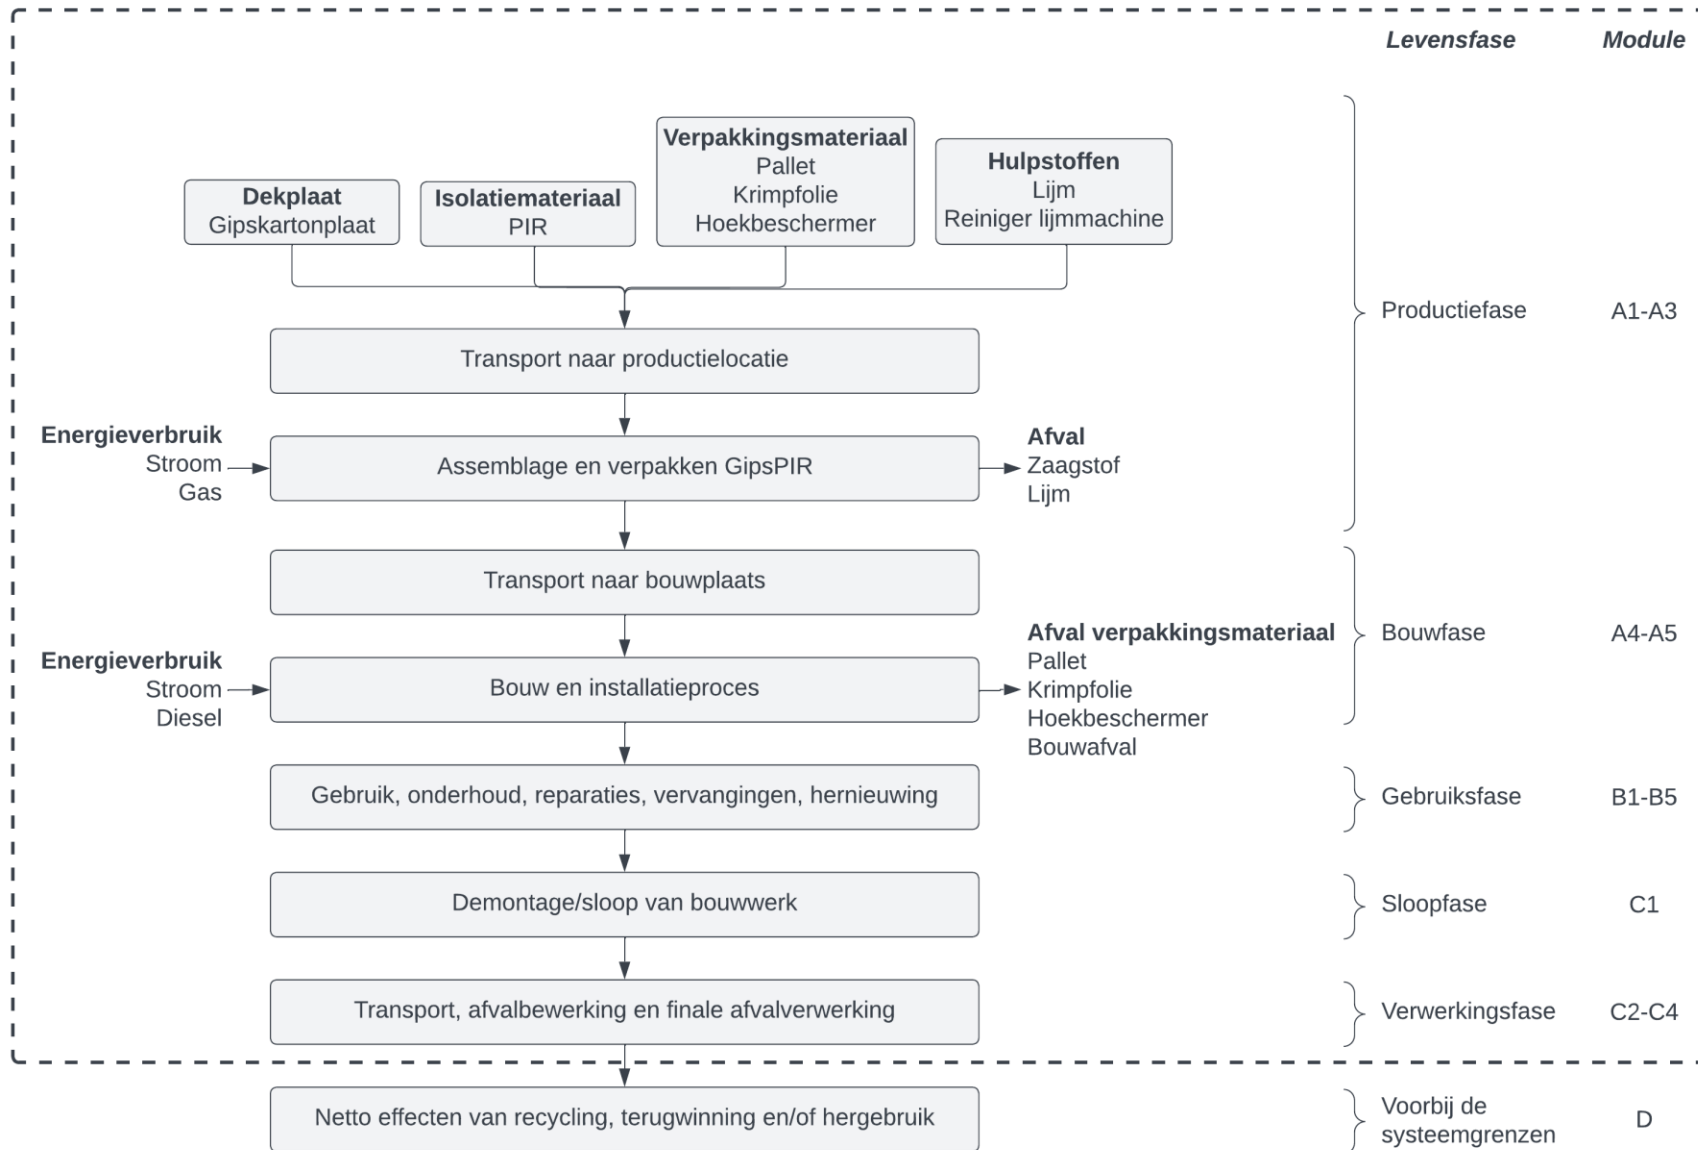 Levensfase Module
Dekplaat
Gipskartonplaat
Isolatiemateriaal
PIR
Verpakkingsmateriaal
Pallet
Krimpfolie
Hoekbeschermer
Hulpstoffen
Lijm
Reiniger lijmmachine
Productiefase A1-A3
Transport naar productielocatie
Energieverbruik
Stroom
Gas
Assemblage en verpakken GipsPIR
Afval
Zaagstof
Lijm
Transport naar bouwplaats
Bouwfase A4-A5
Energieverbruik
Stroom
Diesel
Bouw en installatieproces
Afval verpakkingsmateriaal
Pallet
Krimpfolie
Hoekbeschermer
Bouwafval
Gebruik, onderhoud, reparaties, vervangingen, hernieuwing
Gebruiksfase B1-B5
Demontage/sloop van bouwwerk
Sloopfase C1
Transport, afvalbewerking en finale afvalverwerking
Verwerkingsfase C2-C4
Netto effecten van recycling, terugwinning en/of hergebruik
Voorbij de
systeemgrenzen
D